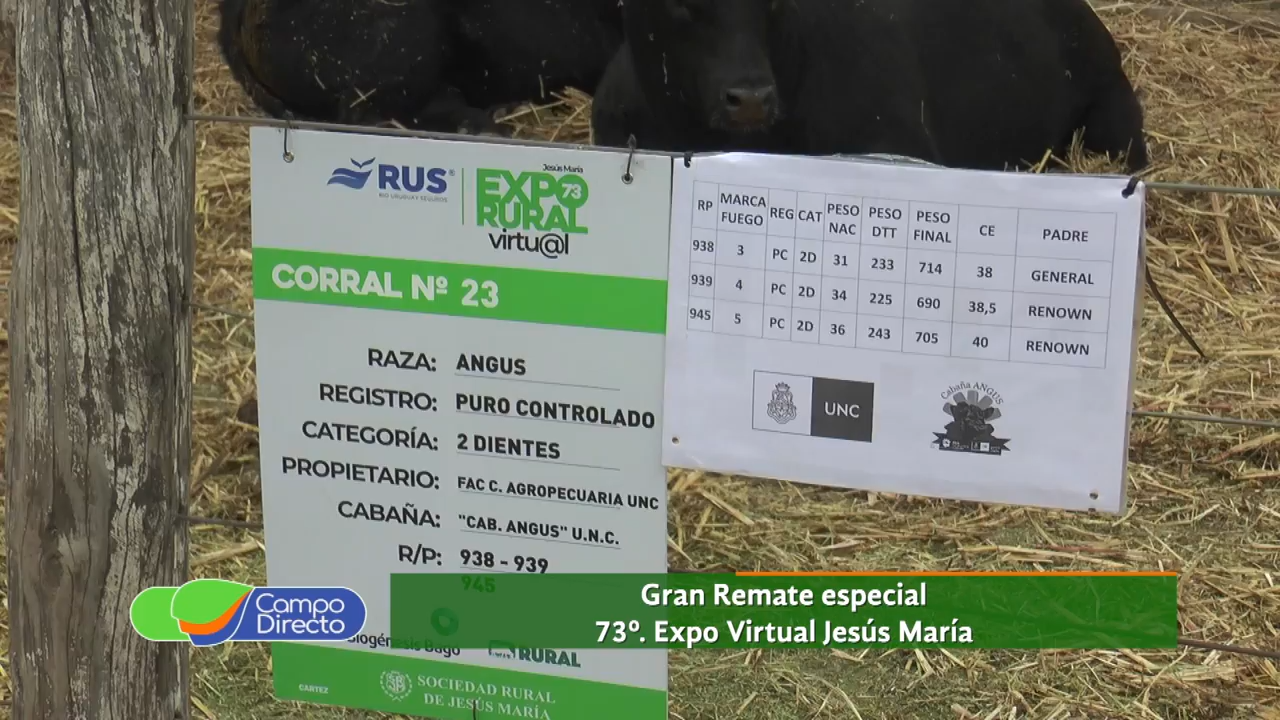 RUS
RIO URUGUAY SEGUROS
Jesús María
EXPO 73
RURAL
virtu@l
CORRAL Nº 23
RAZA: ANGUS
REGISTRO: PURO CONTROLADO
CATEGORÍA: 2 DIENTES
PROPIETARIO: FAC C. AGROPECUARIA UNC
CABAÑA: "CAB. ANGUS" U.N.C.
R/P: 938 - 939
945
Biogénesis Bagó
RURAL
CARTEZ
SOCIEDAD RURAL
DE JESÚS MARÍA
RP MARCA FUEGO REG CAT PESO NAC PESO DTT PESO FINAL CE PADRE
938 3 PC 2D 31 233 714 38 GENERAL
939 4 PC 2D 34 225 690 38,5 RENOWN
945 5 PC 2D 36 243 705 40 RENOWN
UNC
Cabaña ANGUS
Campo
Directo
Gran Remate especial
73º. Expo Virtual Jesús María